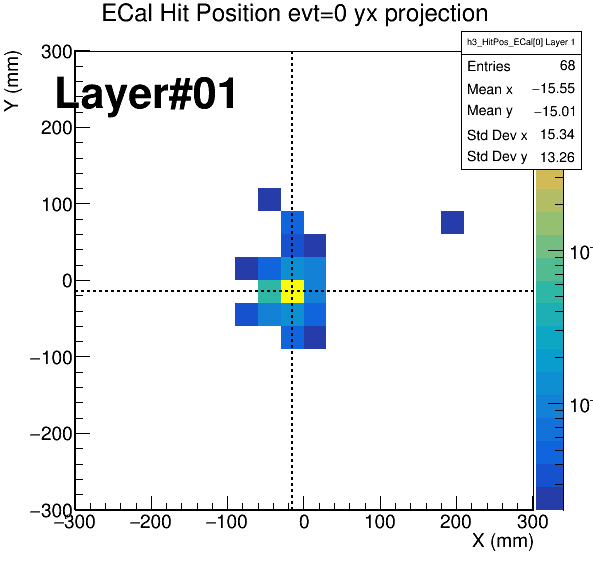 ECal Hit Position evt=0 yx projection
h3_HitPos_ECal[0] Layer 1
Entries 68
Mean x −15.55
Mean y −15.01
Std Dev x 15.34
Std Dev y 13.26
Y (mm)
Layer#01
300
200
100
0
−100
−200
−300
−300 −200 −100 0 100 200 300
X (mm)
10⁻
10⁻